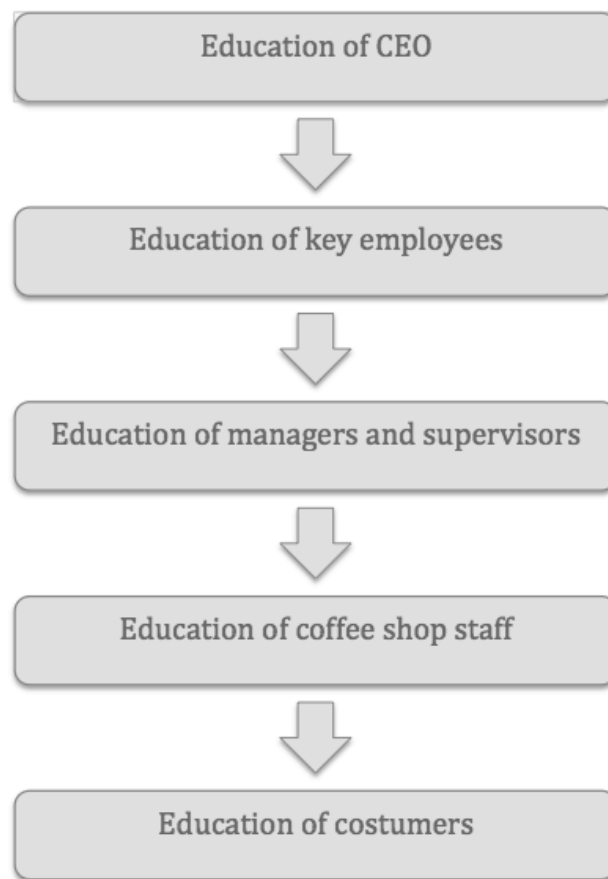 Education of CEO
Education of key employees
Education of managers and supervisors
Education of coffee shop staff
Education of costumers